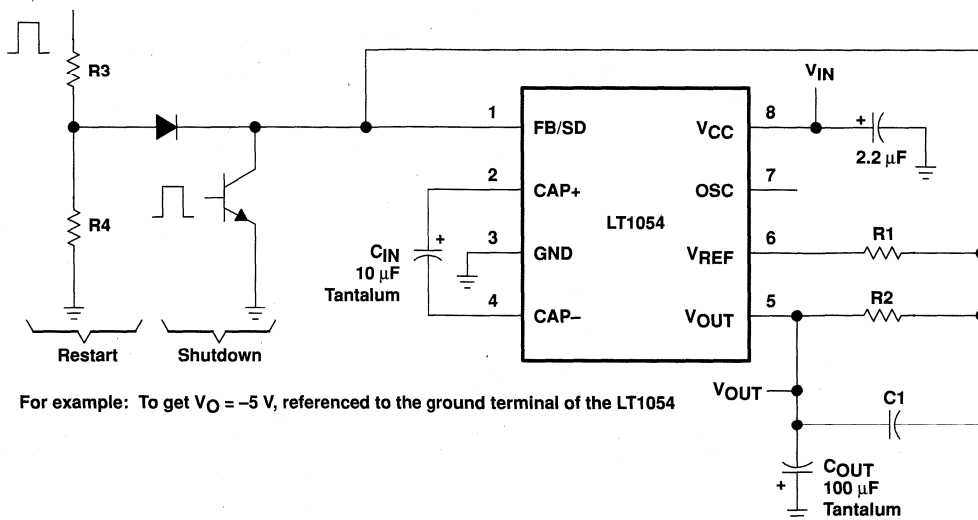 R3
R4
Restart
Shutdown
1
2
3
4
FB/SD
CAP+
GND
CAP–
LT1054
VCC
OSC
VREF
VOUT
8
7
6
5
VIN
+
2.2 µF
R1
R2
CIN
+
10 µF
Tantalum
VOUT
C1
COUT
+
100 µF
Tantalum
For example: To get VO = –5 V, referenced to the ground terminal of the LT1054